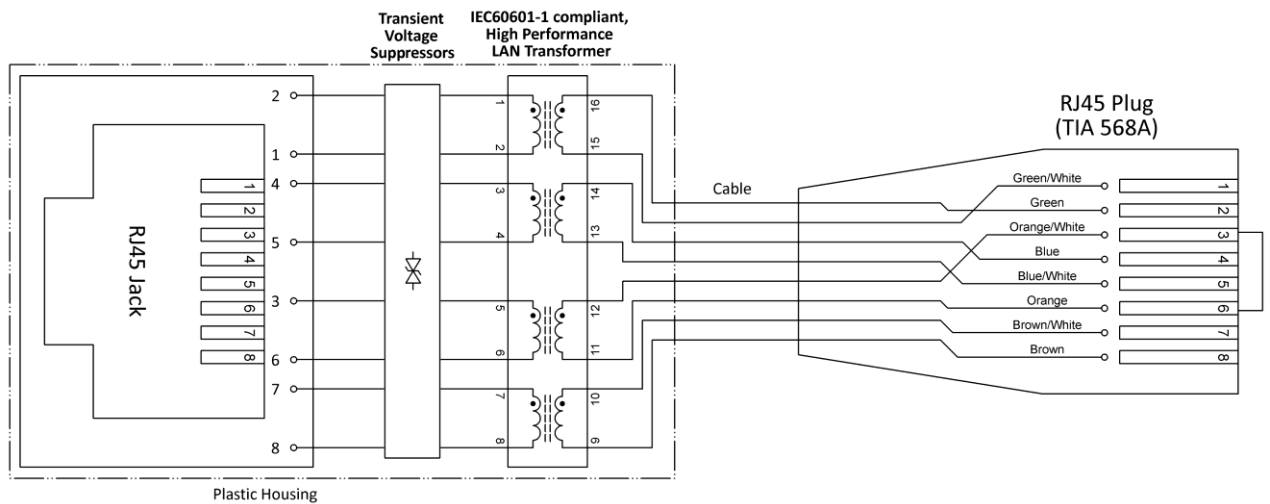 Transient
Voltage
Suppressors
IEC60601-1 compliant,
High Performance
LAN Transformer
RJ45 Plug
(TIA 568A)
2
1
4
5
3
6
7
8
RJ45 Jack
1
2
3
4
5
6
7
8
1
2
3
4
5
6
7
8
16
15
14
13
12
11
10
9
Cable
Green/White
Green
Orange/White
Blue
Blue/White
Orange
Brown/White
Brown
1
2
3
4
5
6
7
8
Plastic Housing